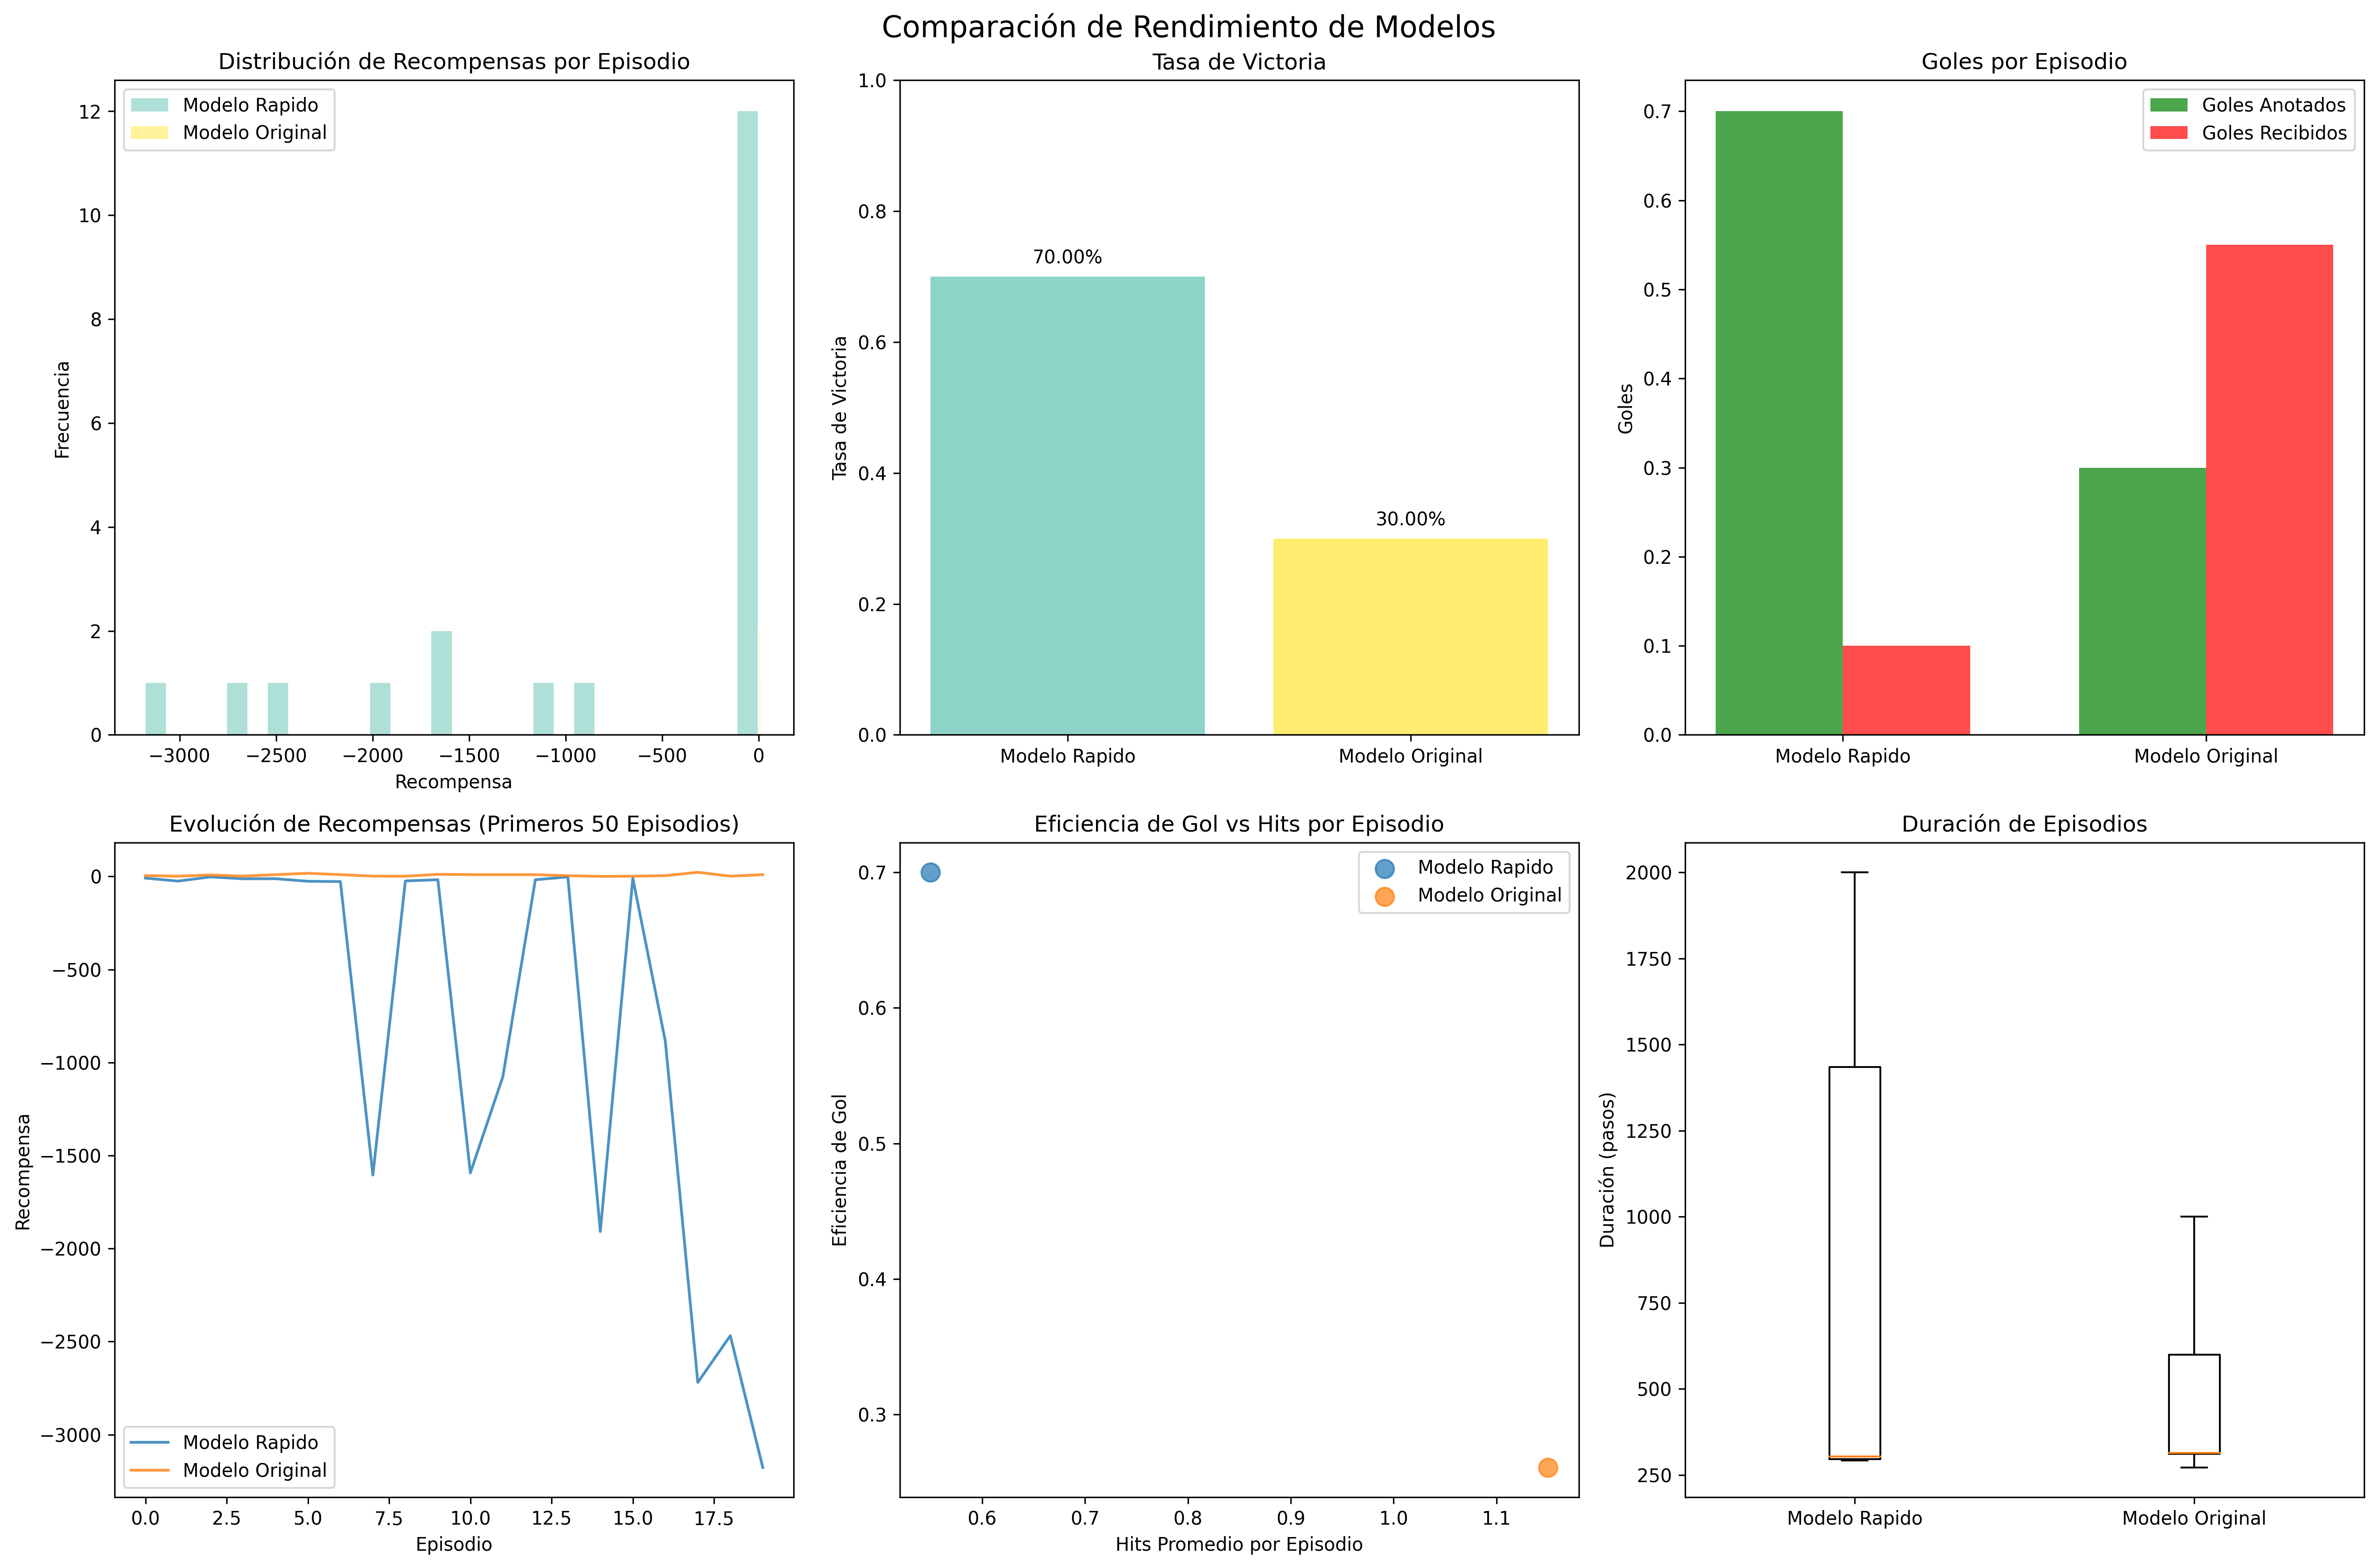 Comparación de Rendimiento de Modelos
Distribución de Recompensas por Episodio
Modelo Rapido
Modelo Original
Frecuencia
12
10
8
6
4
2
0
−3000 −2500 −2000 −1500 −1000 −500 0
Recompensa
Tasa de Victoria
Tasa de Victoria
1.0
0.8
0.6
0.4
0.2
0.0
70.00%
30.00%
Modelo Rapido Modelo Original
Goles por Episodio
Goles Anotados
Goles Recibidos
Goles
0.7
0.6
0.5
0.4
0.3
0.2
0.1
0.0
Modelo Rapido Modelo Original
Evolución de Recompensas (Primeros 50 Episodios)
Recompensa
0
−500
−1000
−1500
−2000
−2500
−3000
Modelo Rapido
Modelo Original
0.0 2.5 5.0 7.5 10.0 12.5 15.0 17.5
Episodio
Eficiencia de Gol vs Hits por Episodio
Modelo Rapido
Modelo Original
Eficiencia de Gol
0.7
0.6
0.5
0.4
0.3
0.6 0.7 0.8 0.9 1.0 1.1
Hits Promedio por Episodio
Duración de Episodios
Duración (pasos)
2000
1750
1500
1250
1000
750
500
250
Modelo Rapido Modelo Original